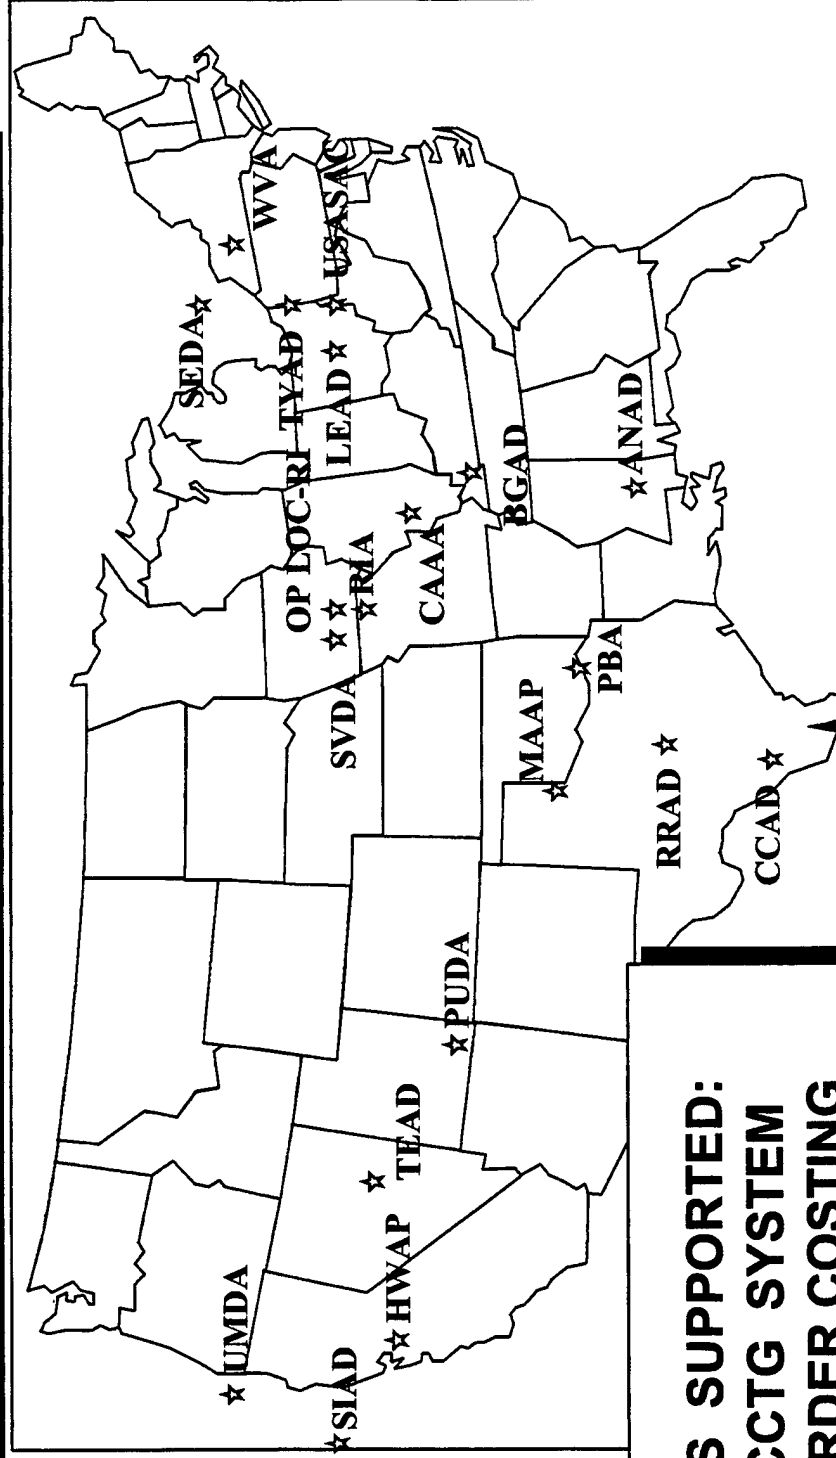 SEDA
UMDA
WVA
TYAD
OP LOC-RI
SIAD
SVDA
LEAD
USASAC
RIA
HWAP
TEAD
CAAA
PUDA
BGAD
MAAP
PBA
ANAD
RRAD
S SUPPORTED:
CCTG SYSTEM
CCAD
RDER COSTING